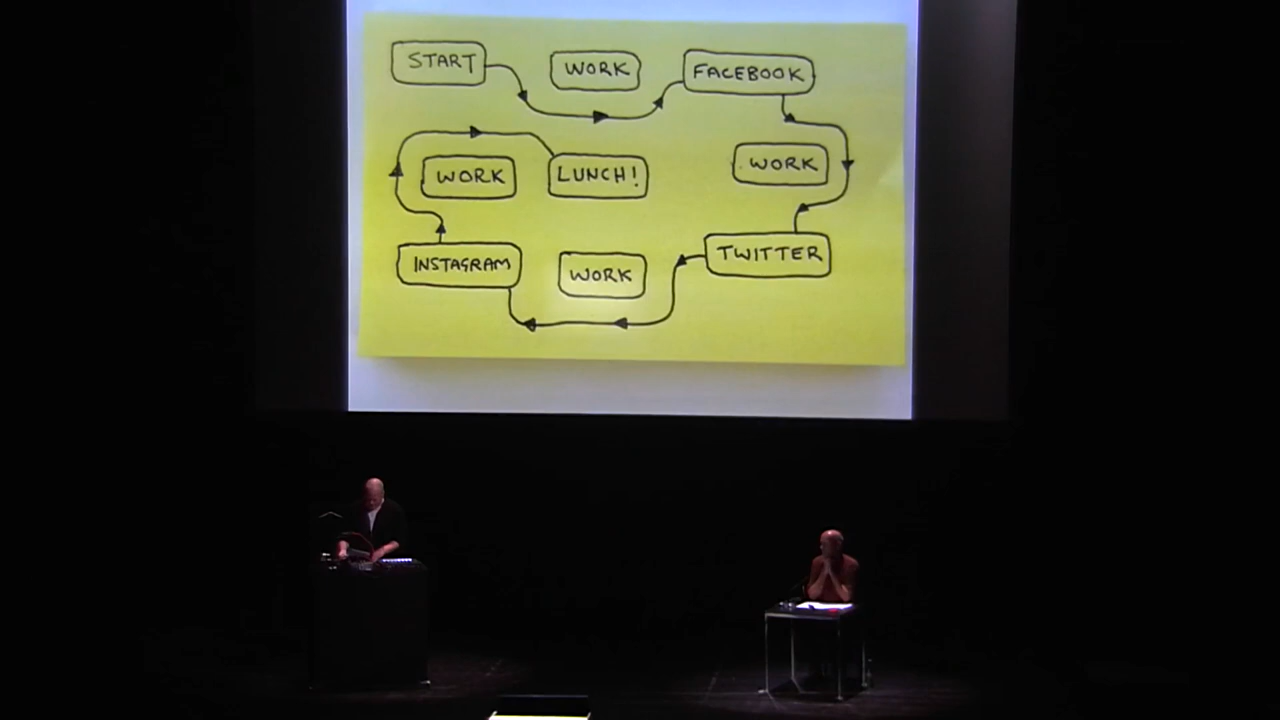 START
WORK
FACEBOOK
WORK
LUNCH!
WORK
INSTAGRAM
WORK
TWITTER